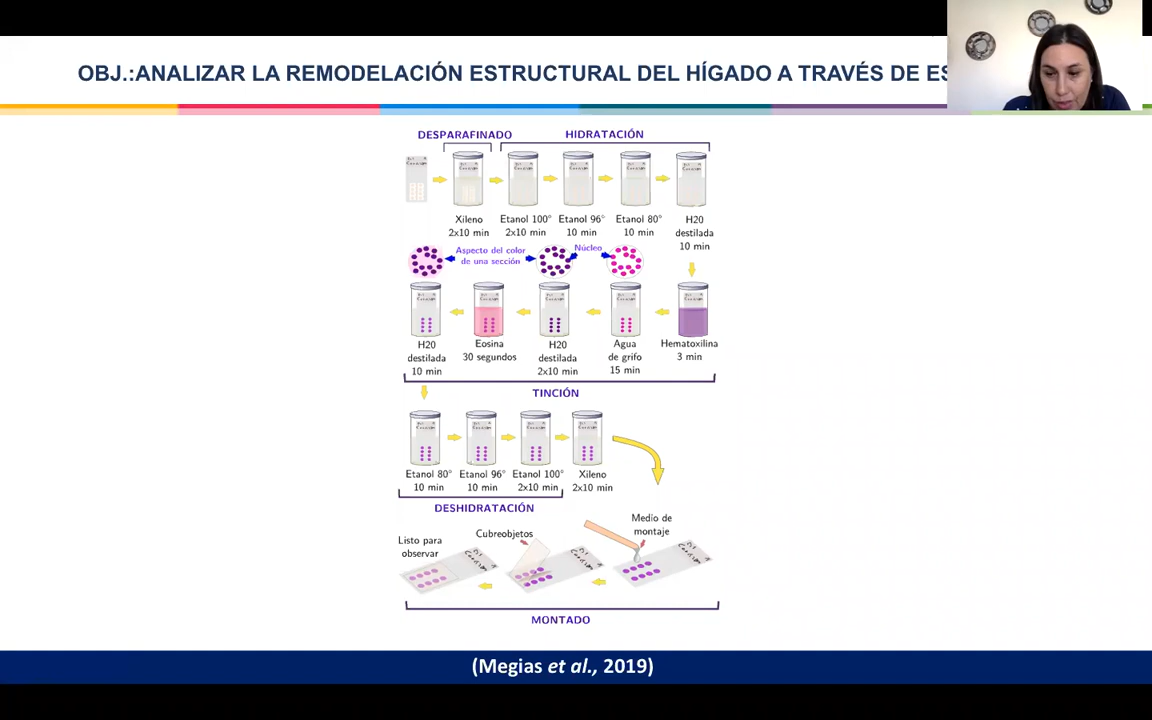 OBJ.:ANALIZAR LA REMODELACIÓN ESTRUCTURAL DEL HÍGADO A TRAVÉS DE ES
DESPARAFINADO
HIDRATACIÓN
Xileno
2x10 min
Etanol 100°
2x10 min
Etanol 96°
10 min
Etanol 80°
10 min
H20
destilada
10 min
Aspecto del color
de una sección
Núcleo
H20
destilada
10 min
Eosina
30 segundos
H20
destilada
2x10 min
Agua
de grifo
15 min
Hematoxilina
3 min
TINCIÓN
Etanol 80°
10 min
Etanol 96°
10 min
Etanol 100°
2x10 min
Xileno
2x10 min
DESHIDRATACIÓN
Listo para
observar
Cubreobjetos
Medio de
montaje
MONTADO
(Megias et al., 2019)